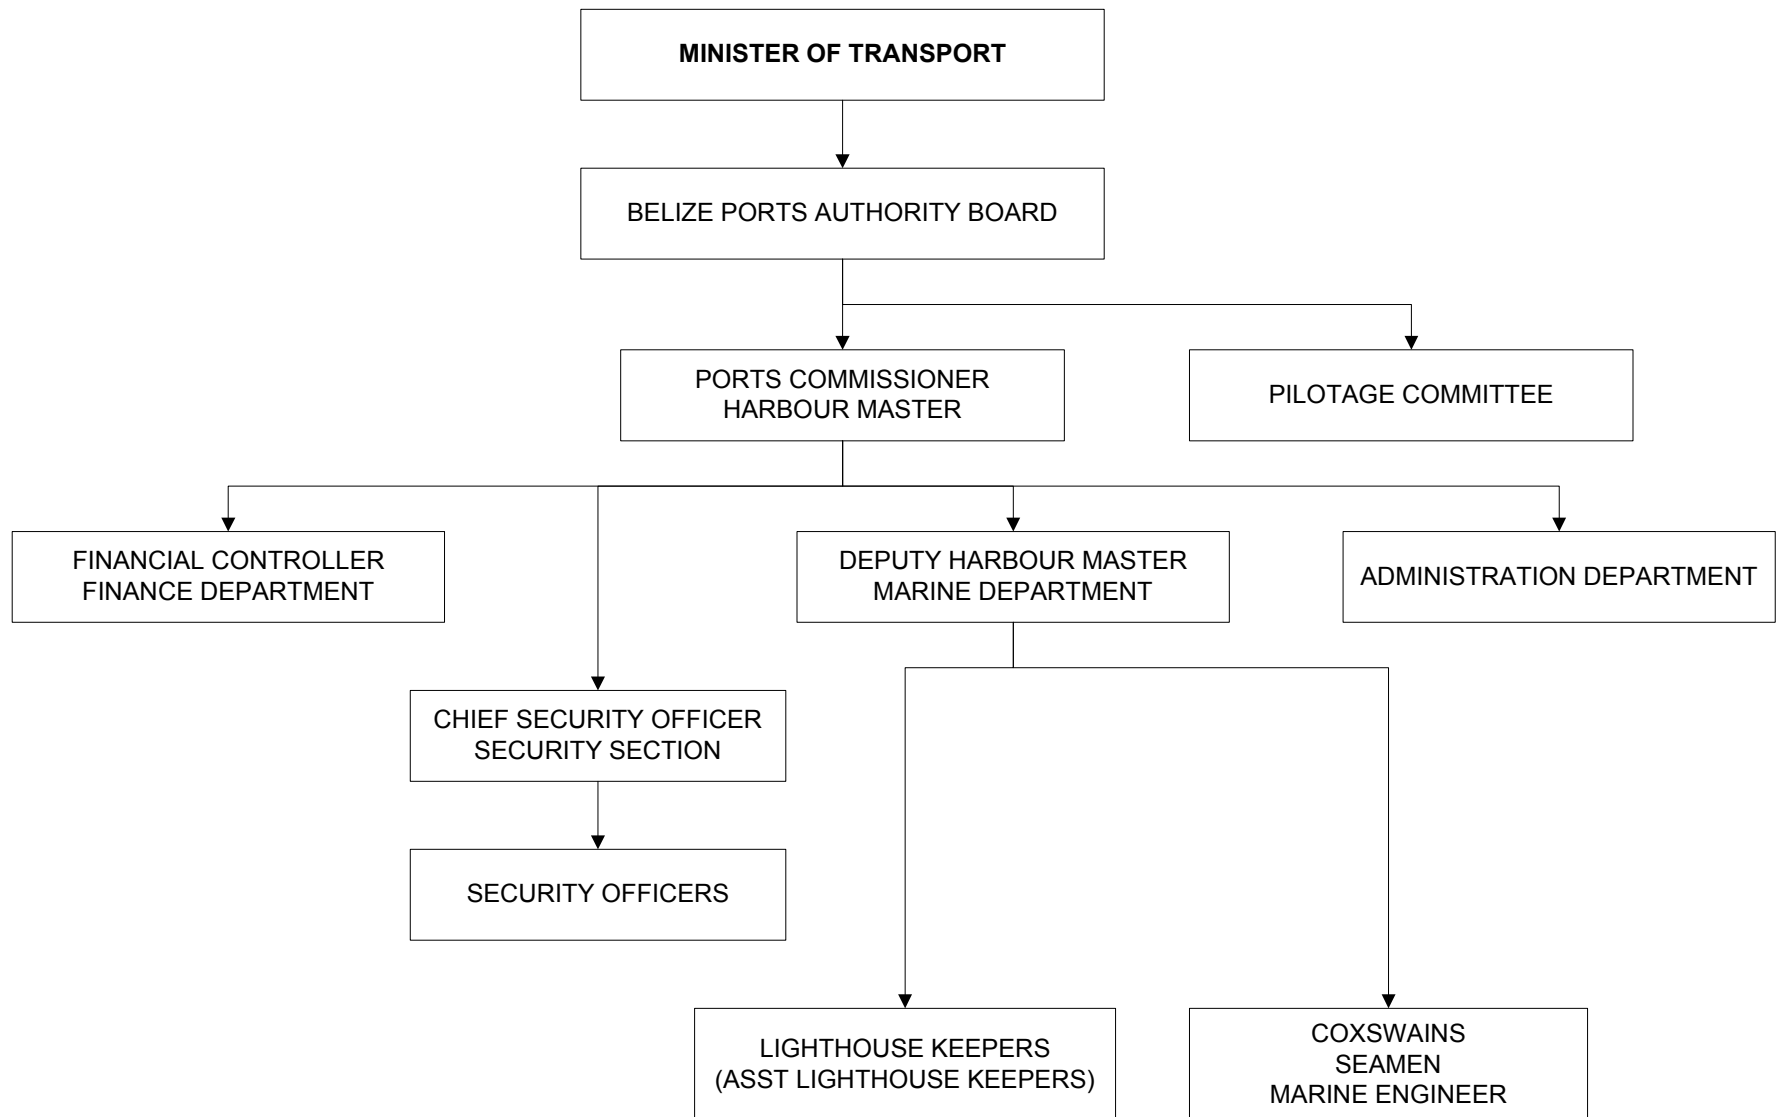 MINISTER OF TRANSPORT
BELIZE PORTS AUTHORITY BOARD
PORTS COMMISSIONER
HARBOUR MASTER
PILOTAGE COMMITTEE
FINANCIAL CONTROLLER
FINANCE DEPARTMENT
DEPUTY HARBOUR MASTER
MARINE DEPARTMENT
ADMINISTRATION DEPARTMENT
CHIEF SECURITY OFFICER
SECURITY SECTION
SECURITY OFFICERS
LIGHTHOUSE KEEPERS
(ASST LIGHTHOUSE KEEPERS)
COXSWAINS
SEAMEN
MARINE ENGINEER